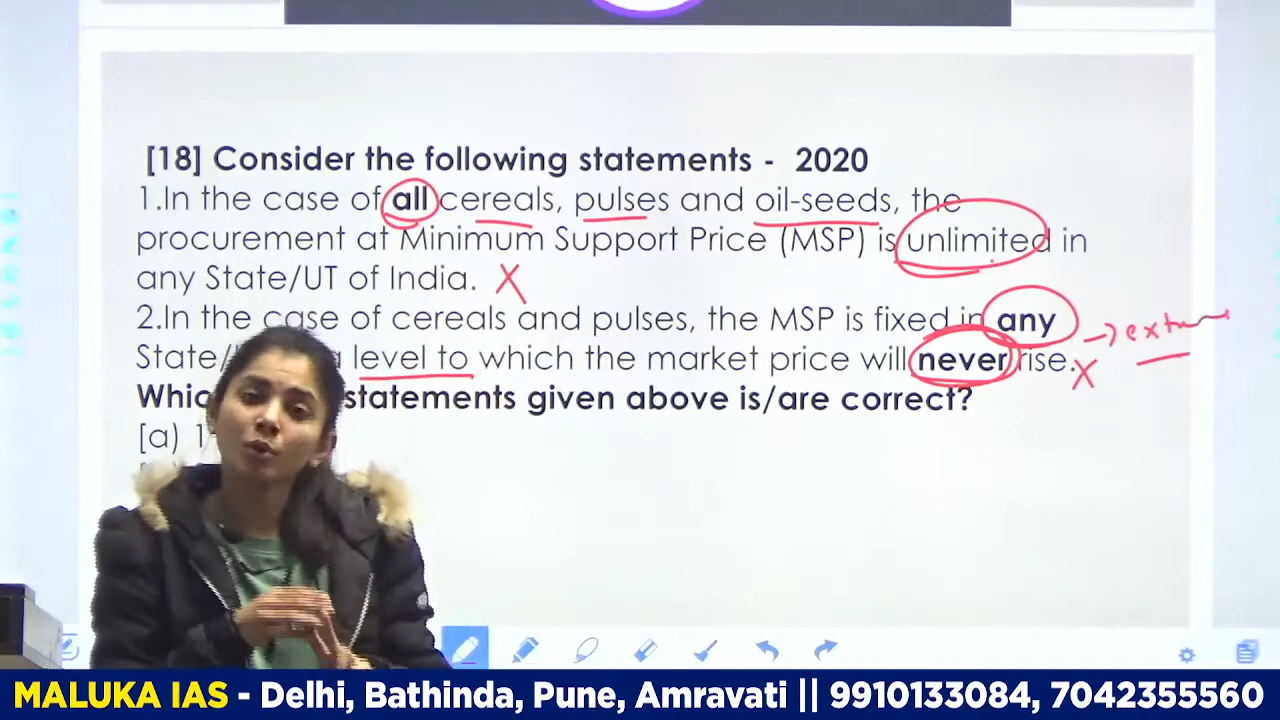 [18] Consider the following statements - 2020
1.In the case of all cereals, pulses and oil-seeds, the
procurement at Minimum Support Price (MSP) is unlimited in
any State/UT of India. X
2.In the case of cereals and pulses, the MSP is fixed in any
State/ level to which the market price will never rise. X
statements given above is/are correct?
[a] 1
MALUKA IAS - Delhi, Bathinda, Pune, Amravati || 9910133084, 7042355560